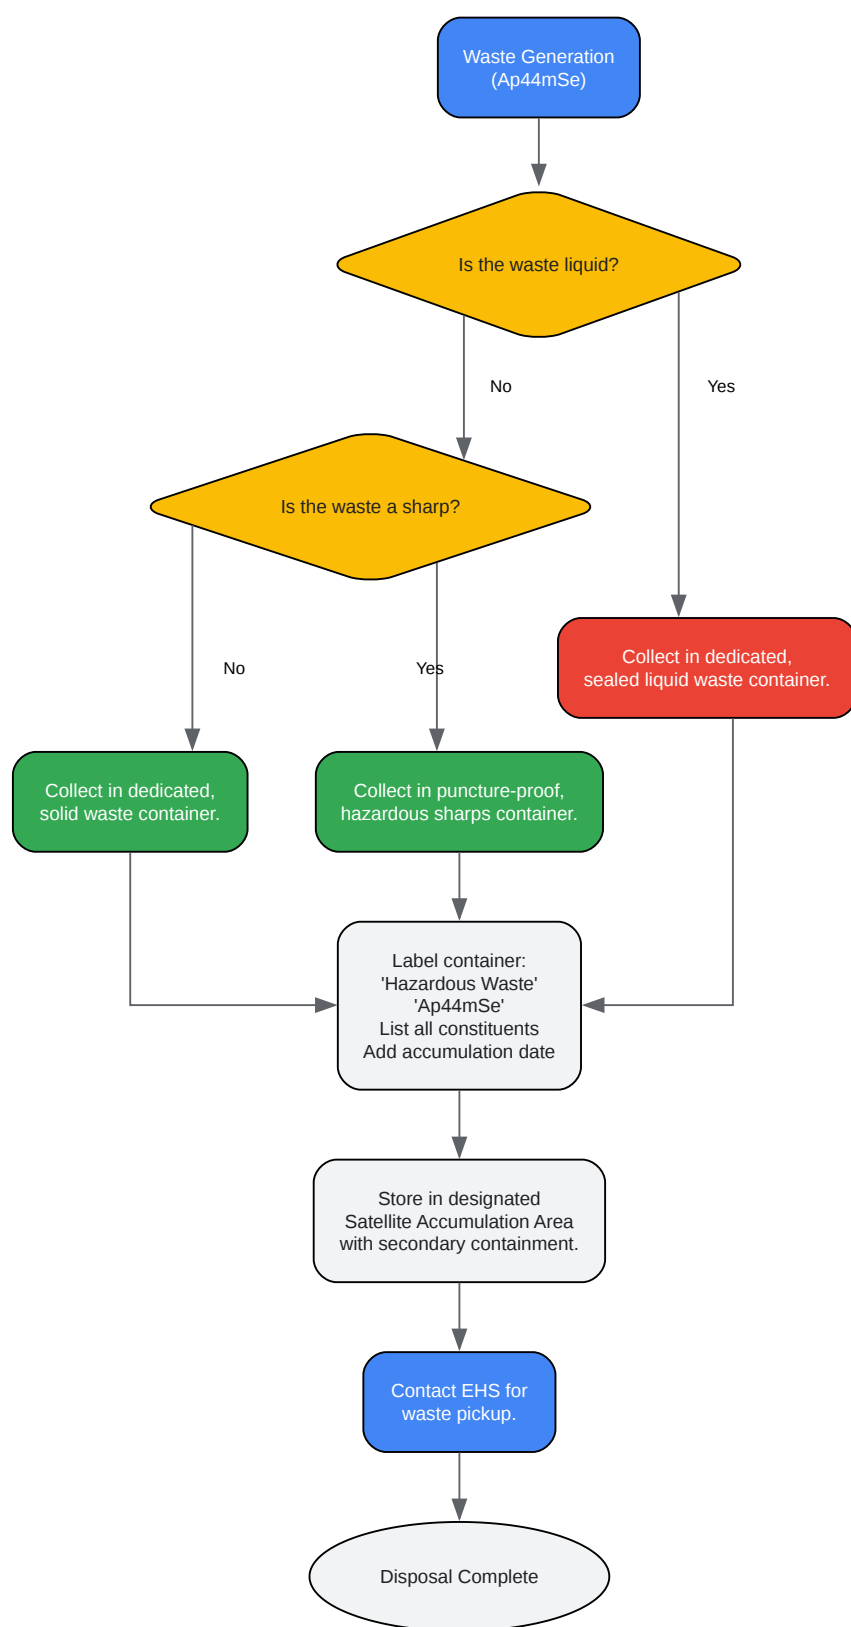 Waste Generation
(Ap44mSe)
Is the waste liquid?
No
Yes
Is the waste a sharp?
No
Yes
Collect in dedicated,
sealed liquid waste container.
Collect in dedicated,
solid waste container.
Collect in puncture-proof,
hazardous sharps container.
Label container:
'Hazardous Waste'
'Ap44mSe'
List all constituents
Add accumulation date
Store in designated
Satellite Accumulation Area
with secondary containment.
Contact EHS for
waste pickup.
Disposal Complete